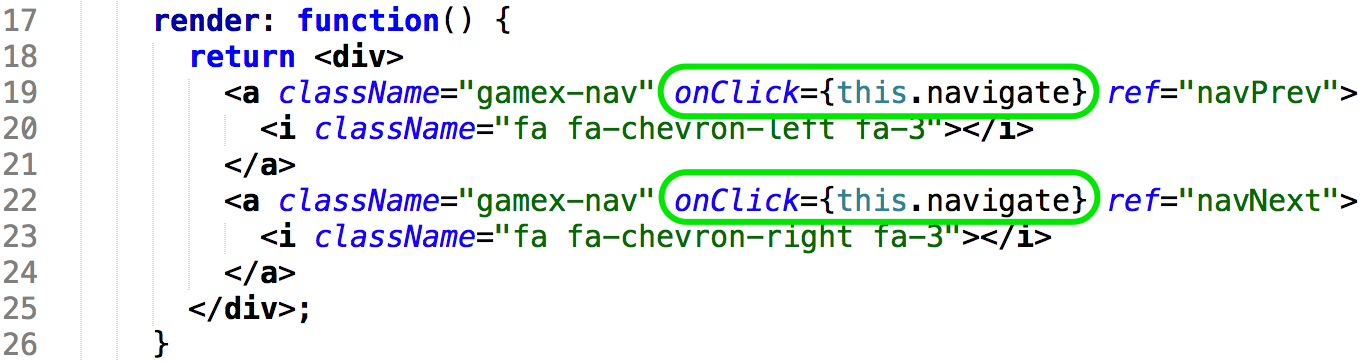 17 render: function() {
18 return <div>
19 <a className="gamex-nav" onClick={this.navigate} ref="navPrev">
20 <i className="fa fa-chevron-left fa-3"></i>
21 </a>
22 <a className="gamex-nav" onClick={this.navigate} ref="navNext">
23 <i className="fa fa-chevron-right fa-3"></i>
24 </a>
25 </div>;
26 }